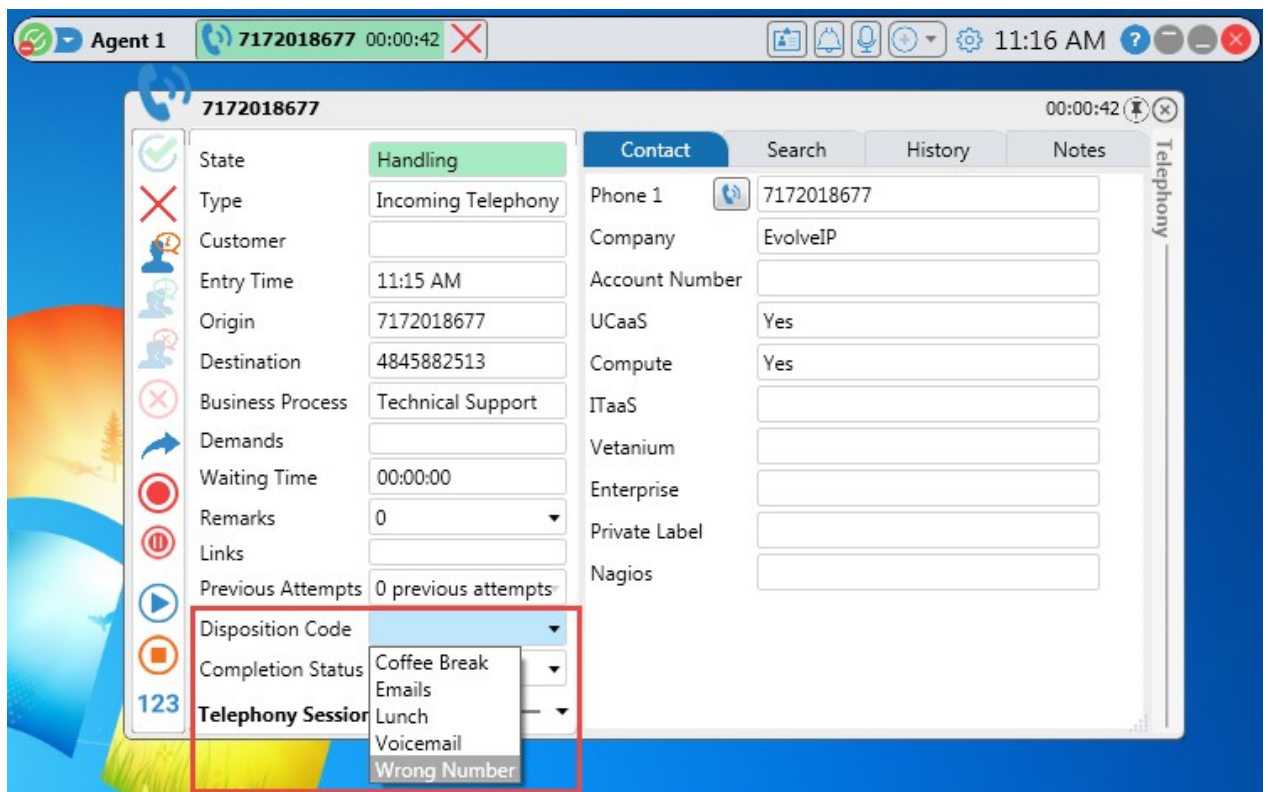 Agent 1 7172018677 00:00:42 11:16 AM ?
7172018677 00:00:42
State Handling
Type Incoming Telephony
Customer
Entry Time 11:15 AM
Origin 7172018677
Destination 4845882513
Business Process Technical Support
Demands
Waiting Time 00:00:00
Remarks 0
Links
Previous Attempts 0 previous attempts
Disposition Code
Completion Status
Telephony Session
Coffee Break
Emails
Lunch
Voicemail
Wrong Number
123
Contact Search History Notes
Phone 1 7172018677
Company EvolveIP
Account Number
UCaaS Yes
Compute Yes
ITaaS
Vetanium
Enterprise
Private Label
Nagios
Telephony